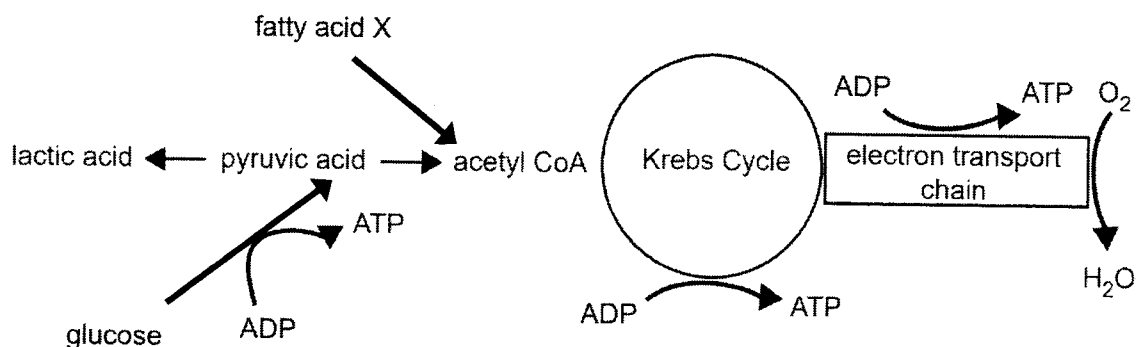 fatty acid X
ADP ATP O₂
lactic acid pyruvic acid acetyl CoA Krebs Cycle electron transport
chain
ATP
H₂O
ADP ATP
glucose ADP